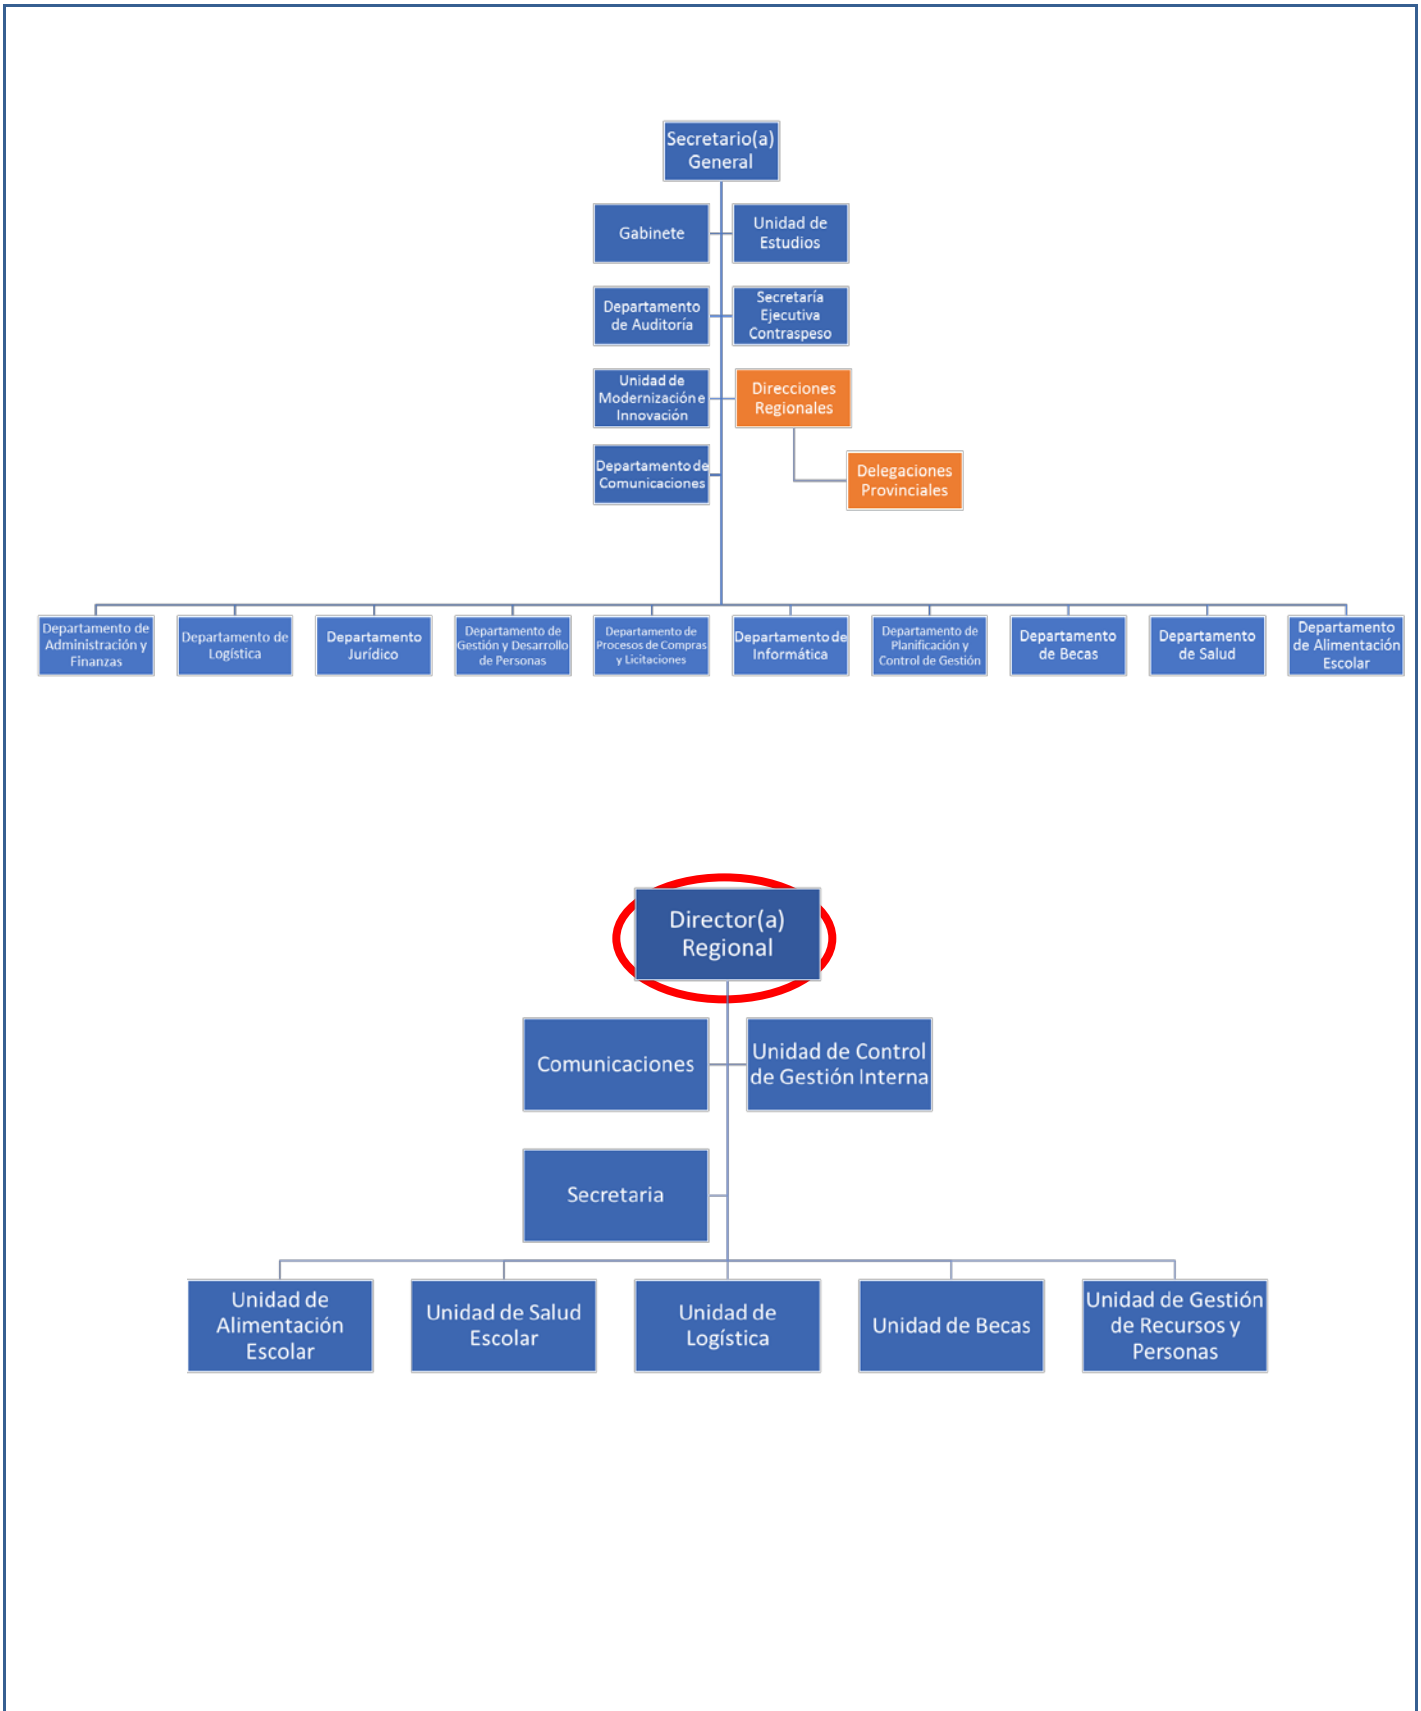 Secretario(a)
General
Gabinete
Unidad de
Estudios
Departamento
de Auditoría
Secretaría
Ejecutiva
Contraspeso
Unidad de
Modernización e
Innovación
Direcciones
Regionales
Departamento de
Comunicaciones
Delegaciones
Provinciales
Departamento de
Administración y
Finanzas
Departamento de
Logística
Departamento
Jurídico
Departamento de
Gestión y Desarrollo
de Personas
Departamento de
Procesos de Compras
y Licitaciones
Departamento de
Informática
Departamento de
Planificación y
Control de Gestión
Departamento
de Becas
Departamento
de Salud
Departamento
de Alimentación
Escolar
Director(a)
Regional
Comunicaciones
Unidad de Control
de Gestión Interna
Secretaria
Unidad de
Alimentación
Escolar
Unidad de Salud
Escolar
Unidad de
Logística
Unidad de Becas
Unidad de Gestión
de Recursos y
Personas